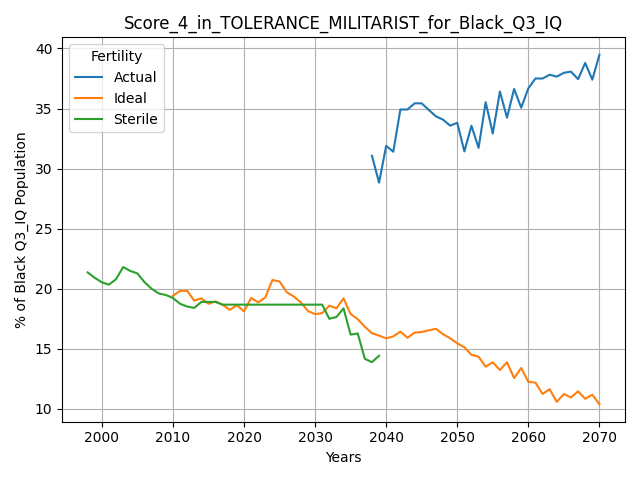 Score_4_in_TOLERANCE_MILITARIST_for_Black_Q3_IQ
Fertility
Actual
Ideal
Sterile
% of Black Q3_IQ Population
40
35
30
25
20
15
10
2000 2010 2020 2030 2040 2050 2060 2070
Years